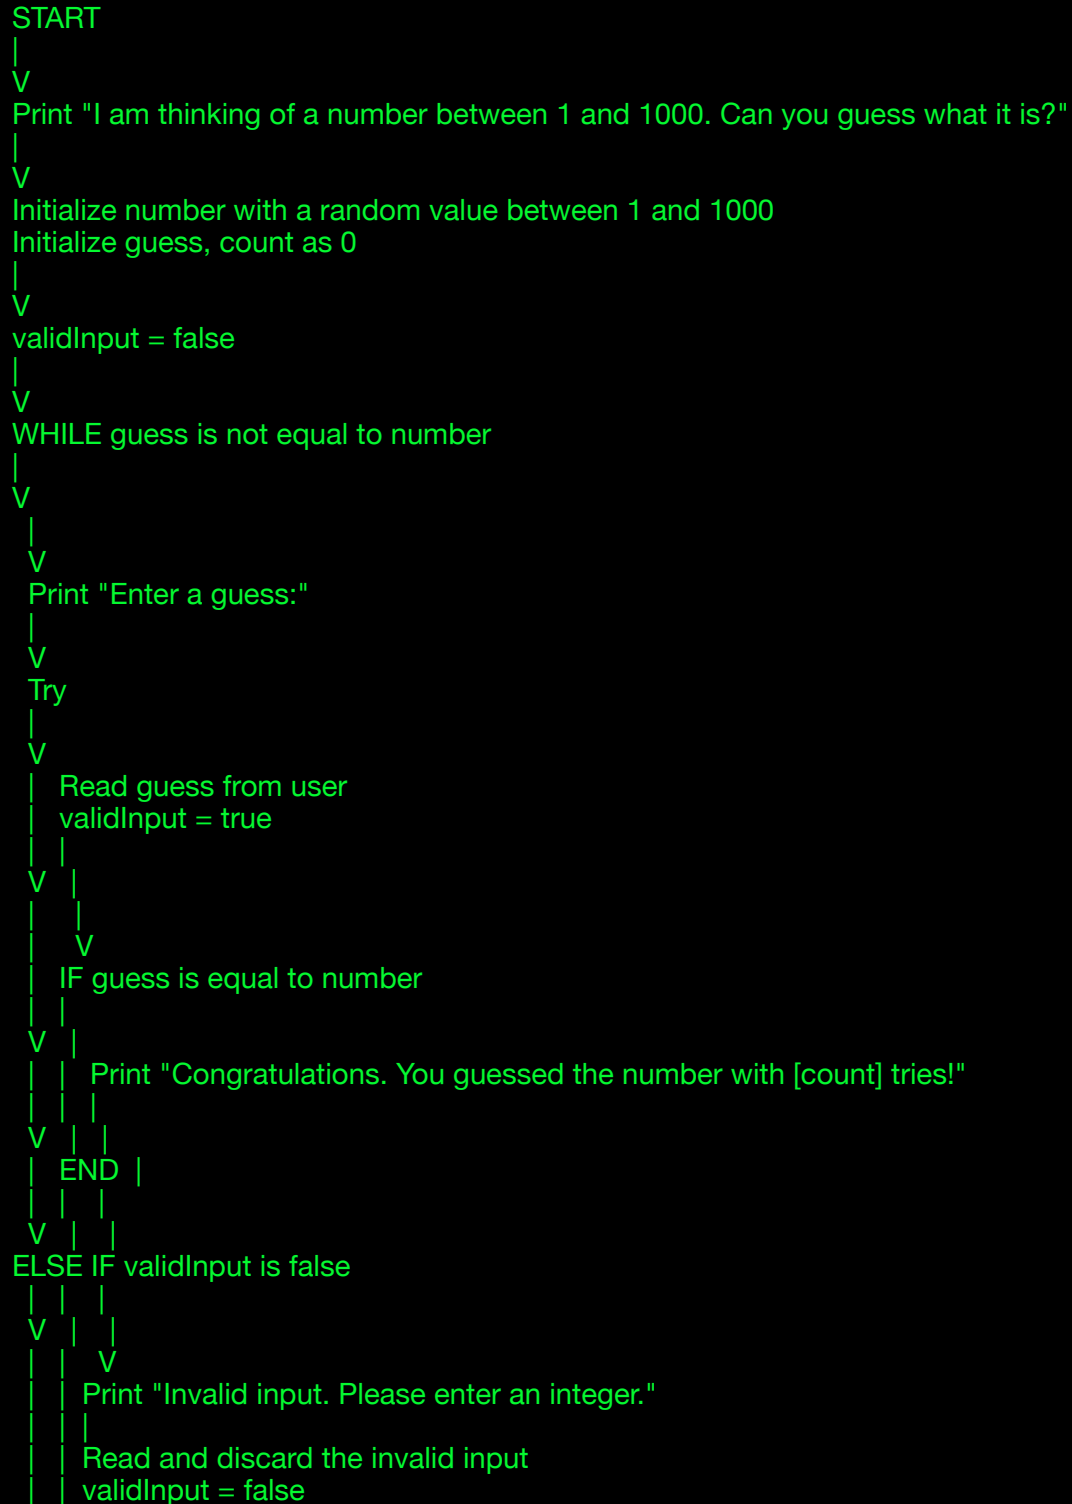 START
|
V
Print "I am thinking of a number between 1 and 1000. Can you guess what it is?"
|
V
Initialize number with a random value between 1 and 1000
Initialize guess, count as 0
|
V
validInput = false
|
V
WHILE guess is not equal to number
|
V
  |
  V
  Print "Enter a guess:"
  |
  V
  Try
  |
  V
  |   Read guess from user
  |   validInput = true
  |   |
  V   |
  |     |
  |     V
  |   IF guess is equal to number
  |   |
  V   |
  |   |   Print "Congratulations. You guessed the number with [count] tries!"
  |   |   |
  V   |   |
  |   END  |
  |   |    |
  V   |    |
ELSE IF validInput is false
  |   |    |
  V   |    |
  |   |    V
  |   |  Print "Invalid input. Please enter an integer."
  |   |  |
  |   |  Read and discard the invalid input
  |   |  validInput = false